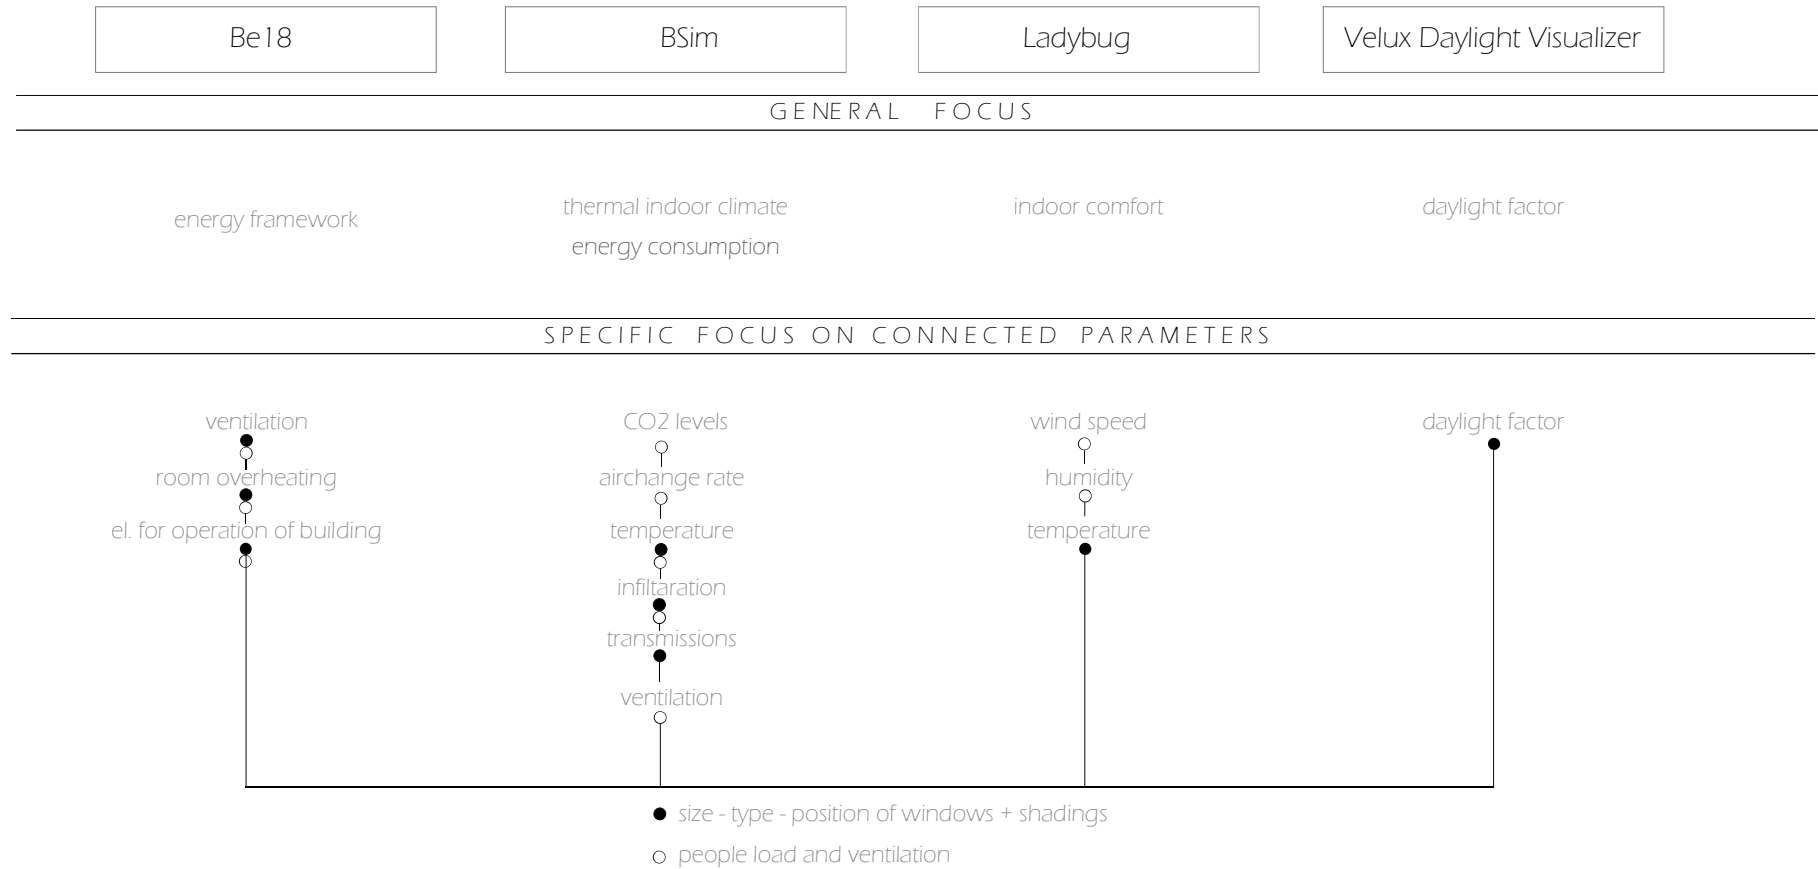 Be18
BSim
Ladybug
Velux Daylight Visualizer
GENERAL FOCUS
energy framework
thermal indoor climate
energy consumption
indoor comfort
daylight factor
SPECIFIC FOCUS ON CONNECTED PARAMETERS
ventilation
room overheating
el. for operation of building
CO2 levels
airchange rate
temperature
infiltaration
transmissions
ventilation
wind speed
humidity
temperature
daylight factor
size - type - position of windows + shadings
people load and ventilation